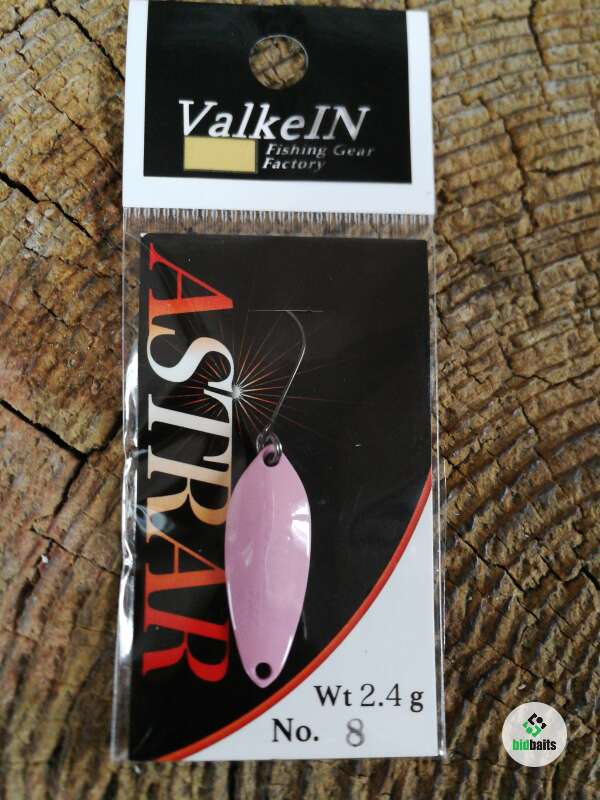 ValkeIN
Fishing Gear
Factory
ASTRAR
Wt 2.4 g
No. 8
bidbaits